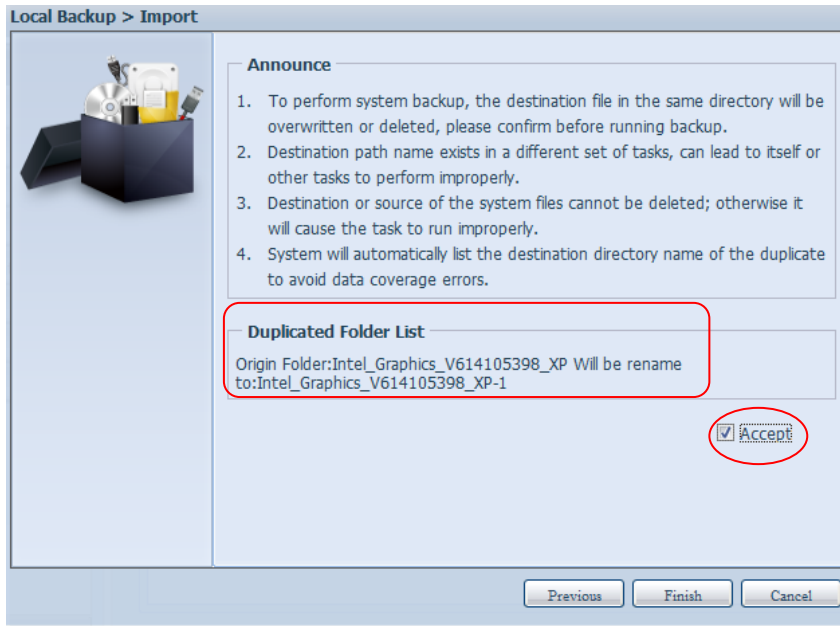 Local Backup > Import
Announce
1. To perform system backup, the destination file in the same directory will be
overwritten or deleted, please confirm before running backup.
2. Destination path name exists in a different set of tasks, can lead to itself or
other tasks to perform improperly.
3. Destination or source of the system files cannot be deleted; otherwise it
will cause the task to run improperly.
4. System will automatically list the destination directory name of the duplicate
to avoid data coverage errors.
Duplicated Folder List
Origin Folder:Intel_Graphics_V614105398_XP Will be rename
to:Intel_Graphics_V614105398_XP-1
Accept
Previous Finish Cancel